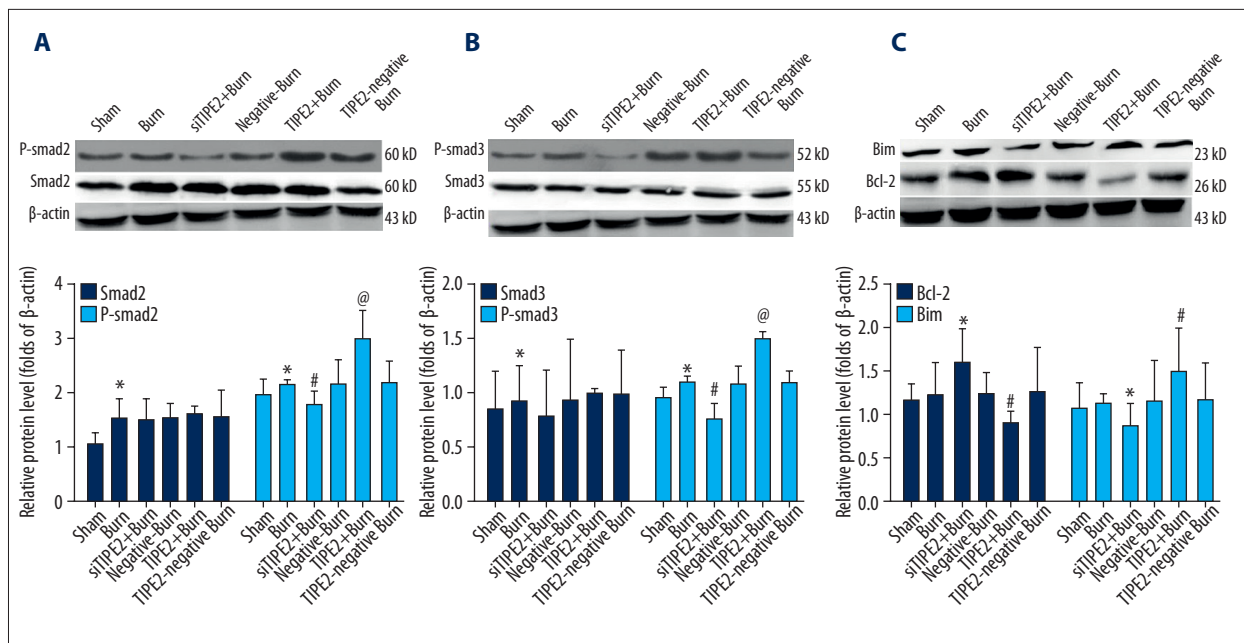 A
Sham
Burn
siTIPE2+Burn
Negative-Burn
TIPE2+Burn
TIPE2-negative
Burn
P-smad2
60 kD
Smad2
60 kD
β-actin
43 kD
Relative protein level (folds of β-actin)
4
3
2
1
0
Smad2
P-smad2
*
*
#
@
Sham
Burn
siTIPE2+Burn
Negative-Burn
TIPE2+Burn
TIPE2-negative Burn
Sham
Burn
siTIPE2+Burn
Negative-Burn
TIPE2+Burn
TIPE2-negative Burn
B
Sham
Burn
siTIPE2+Burn
Negative-Burn
TIPE2+Burn
TIPE2-negative
Burn
P-smad3
52 kD
Smad3
55 kD
β-actin
43 kD
Relative protein level (folds of β-actin)
2.0
1.5
1.0
0.5
0.0
Smad3
P-smad3
*
*
#
@
Sham
Burn
siTIPE2+Burn
Negative-Burn
TIPE2+Burn
TIPE2-negative Burn
Sham
Burn
siTIPE2+Burn
Negative-Burn
TIPE2+Burn
TIPE2-negative Burn
C
Sham
Burn
siTIPE2+Burn
Negative-Burn
TIPE2+Burn
TIPE2-negative
Burn
Bim
23 kD
Bcl-2
26 kD
β-actin
43 kD
Relative protein level (folds of β-actin)
2.5
2.0
1.5
1.0
0.5
0.0
Bcl-2
Bim
*
#
*
#
Sham
Burn
siTIPE2+Burn
Negative-Burn
TIPE2+Burn
TIPE2-negative Burn
Sham
Burn
siTIPE2+Burn
Negative-Burn
TIPE2+Burn
TIPE2-negative Burn